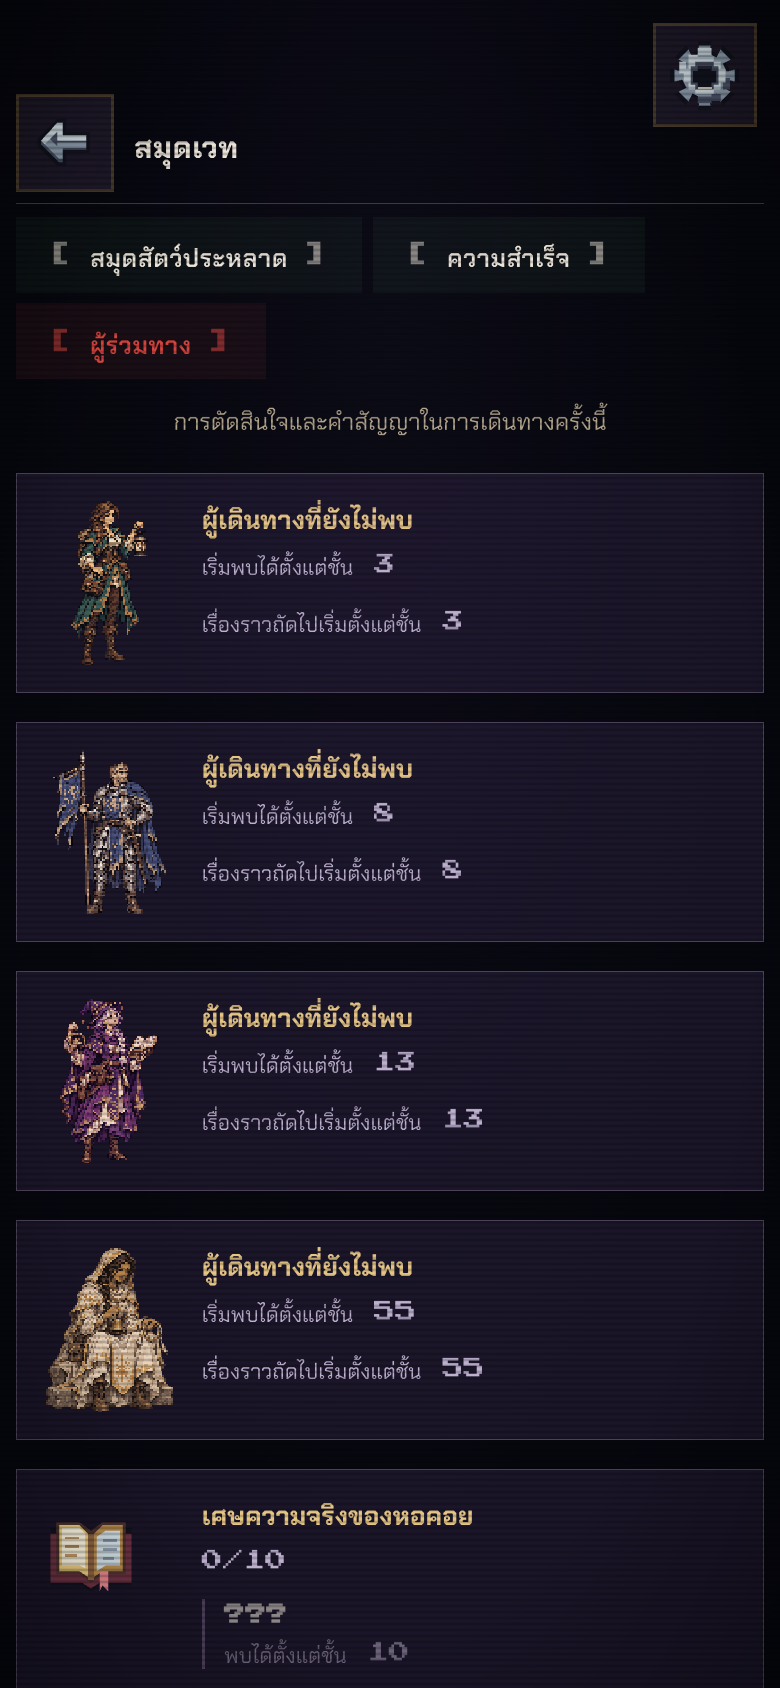 สมุดเวท
[ สมุดสัตว์ประหลาด ] [ ความสำเร็จ ]
[ ผู้ร่วมทาง ]
การตัดสินใจและคำสัญญาในการเดินทางครั้งนี้
ผู้เดินทางที่ยังไม่พบ
เริ่มพบได้ตั้งแต่ชั้น 3
เรื่องราวถัดไปเริ่มตั้งแต่ชั้น 3
ผู้เดินทางที่ยังไม่พบ
เริ่มพบได้ตั้งแต่ชั้น 8
เรื่องราวถัดไปเริ่มตั้งแต่ชั้น 8
ผู้เดินทางที่ยังไม่พบ
เริ่มพบได้ตั้งแต่ชั้น 13
เรื่องราวถัดไปเริ่มตั้งแต่ชั้น 13
ผู้เดินทางที่ยังไม่พบ
เริ่มพบได้ตั้งแต่ชั้น 55
เรื่องราวถัดไปเริ่มตั้งแต่ชั้น 55
เศษความจริงของหอคอย
0/10
???
พบได้ตั้งแต่ชั้น 10